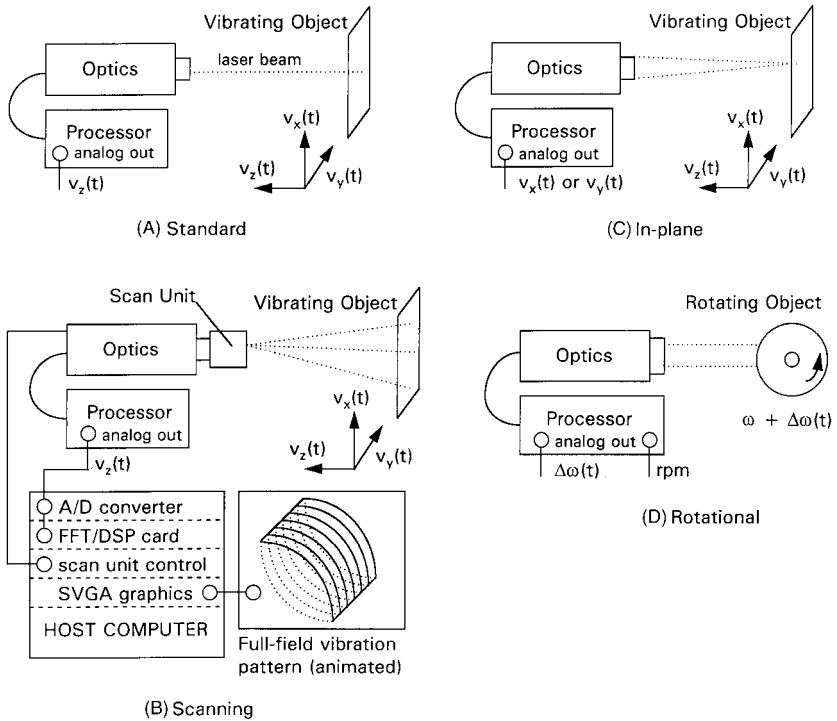 Vibrating Object
Optics
laser beam
Processor
analog out
v_z(t)
v_x(t)
v_z(t)
v_y(t)
(A) Standard
Vibrating Object
Optics
Processor
analog out
v_x(t) or v_y(t)
v_x(t)
v_z(t)
v_y(t)
(C) In-plane
Scan Unit
Vibrating Object
Optics
Processor
analog out
v_z(t)
v_x(t)
v_z(t)
v_y(t)
A/D converter
FFT/DSP card
scan unit control
SVGA graphics
HOST COMPUTER
Full-field vibration
pattern (animated)
(B) Scanning
Rotating Object
Optics
Processor
analog out
Δω(t)
rpm
ω + Δω(t)
(D) Rotational